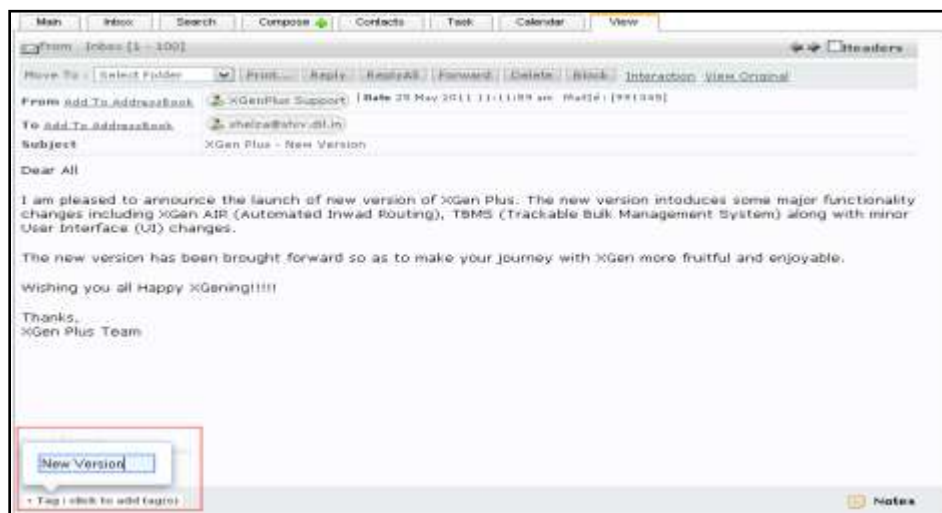 Main Inbox Search Compose Contacts Task Calendar View
From Inbox [1 - 100] Headers
Move To : Select Folder Print... Reply ReplyAll Forward Delete Block Interaction View Original
From Add To AddressBook XGenPlus Support | Date 28 May 2011
To Add To AddressBook
Subject XGen Plus - New Version
Dear All
I am pleased to announce the launch of new version of XGen Plus. The new version intoduces some major functionality
changes including XGen AIR (Automated Inwad Routing), TBMS (Trackable Bulk Management System) along with minor
User Interface (UI) changes.
The new version has been brought forward so as to make your journey with XGen more fruitful and enjoyable.
Wishing you all Happy XGening!!!!!
Thanks,
XGen Plus Team
New Version
+ Tag : click to add tag(s) Notes